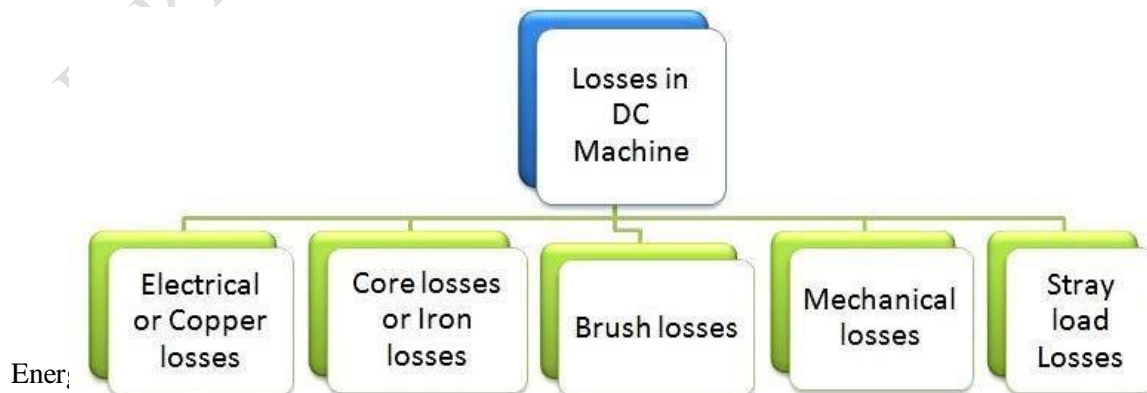 Losses in
DC
Machine
Electrical
or Copper
losses
Core losses
or Iron
losses
Brush losses
Mechanical
losses
Stray
load
Losses